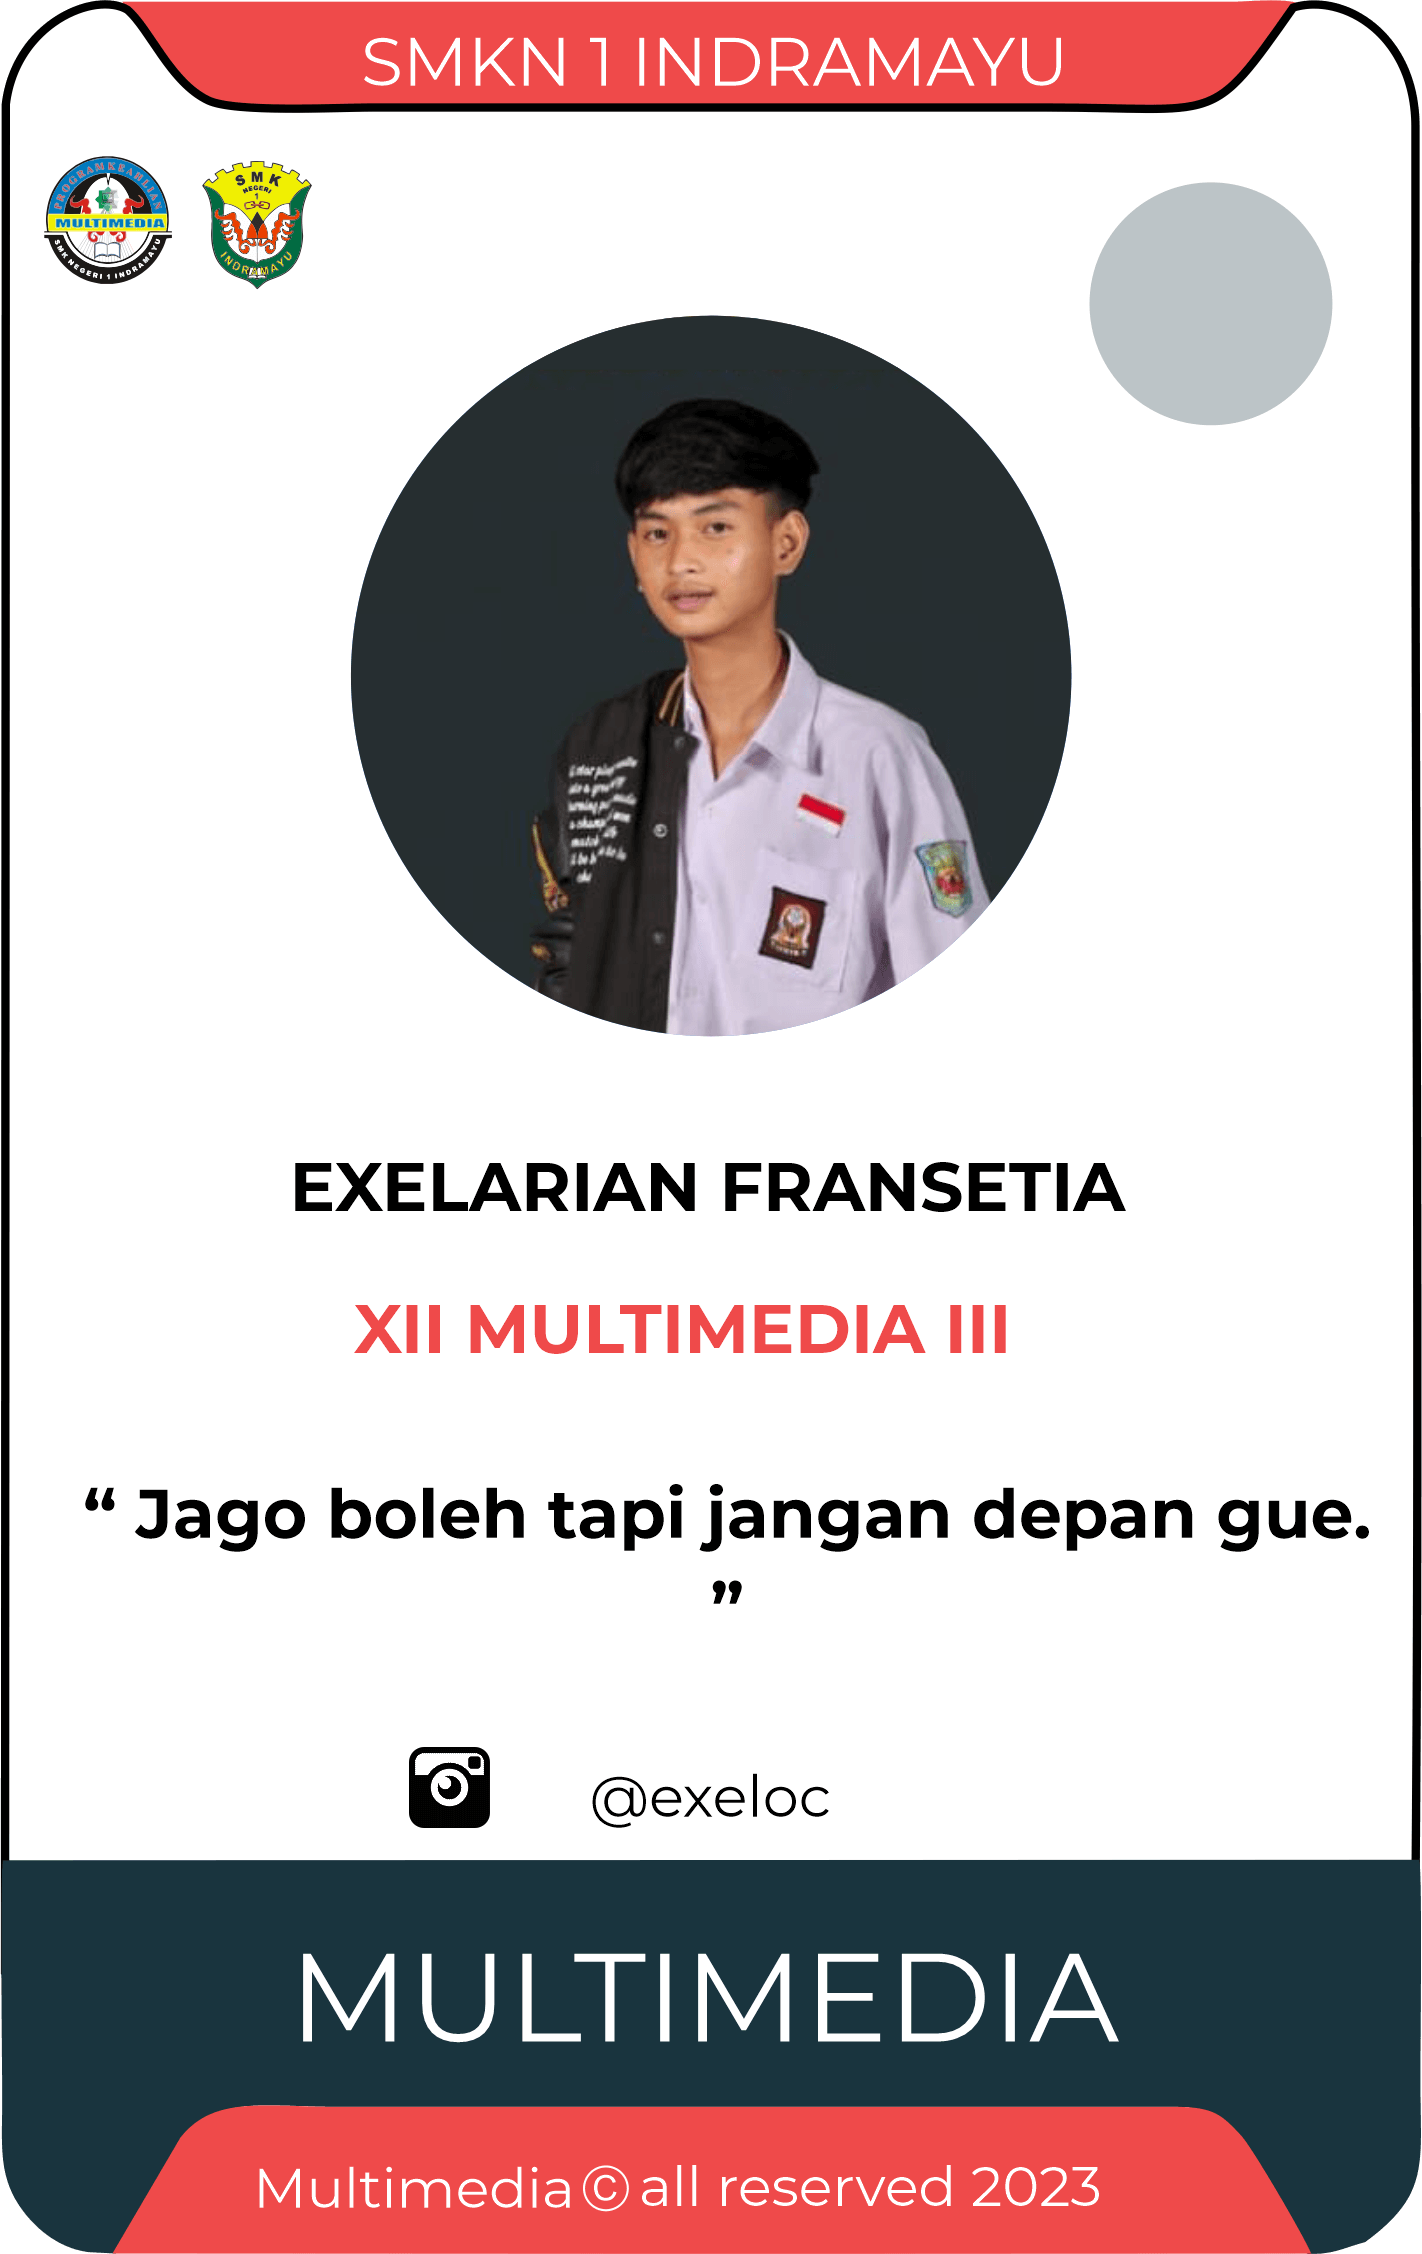 SMKN 1 INDRAMAYU
PROGRAM KEAHLIAN
MULTIMEDIA
SMK NEGERI 1 INDRAMAYU
SMK
NEGERI
1
INDRAMAYU
EXELARIAN FRANSETIA
XII MULTIMEDIA III
“ Jago boleh tapi jangan depan gue.
”
@exeloc
MULTIMEDIA
Multimedia © all reserved 2023